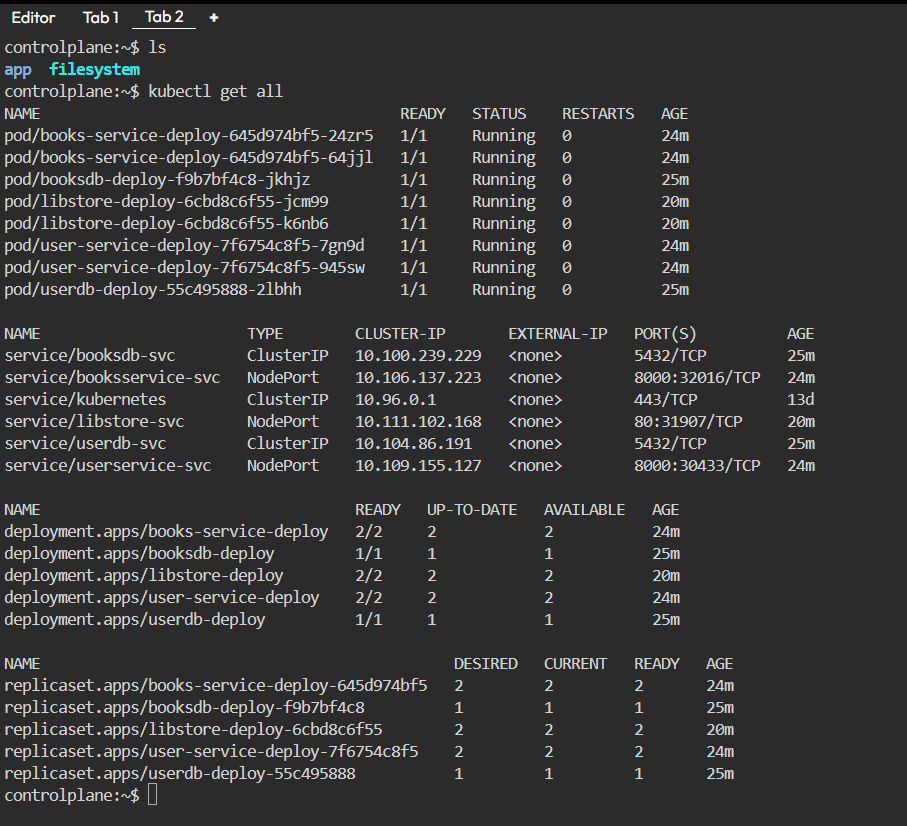 Editor Tab 1 Tab 2 +
controlplane:~$ ls
app filesystem
controlplane:~$ kubectl get all
NAME READY STATUS RESTARTS AGE
pod/books-service-deploy-645d974bf5-24zr5 1/1 Running 0 24m
pod/books-service-deploy-645d974bf5-64jjl 1/1 Running 0 24m
pod/booksdb-deploy-f9b7bf4c8-jkhjz 1/1 Running 0 25m
pod/libstore-deploy-6cbd8c6f55-jcm99 1/1 Running 0 20m
pod/libstore-deploy-6cbd8c6f55-k6nb6 1/1 Running 0 20m
pod/user-service-deploy-7f6754c8f5-7gn9d 1/1 Running 0 24m
pod/user-service-deploy-7f6754c8f5-945sw 1/1 Running 0 24m
pod/userdb-deploy-55c495888-2lbhh 1/1 Running 0 25m
NAME TYPE CLUSTER-IP EXTERNAL-IP PORT(S) AGE
service/booksdb-svc ClusterIP 10.100.239.229 <none> 5432/TCP 25m
service/booksservice-svc NodePort 10.106.137.223 <none> 8000:32016/TCP 24m
service/kubernetes ClusterIP 10.96.0.1 <none> 443/TCP 13d
service/libstore-svc NodePort 10.111.102.168 <none> 80:31907/TCP 20m
service/userdb-svc ClusterIP 10.104.86.191 <none> 5432/TCP 25m
service/userservice-svc NodePort 10.109.155.127 <none> 8000:30433/TCP 24m
NAME READY UP-TO-DATE AVAILABLE AGE
deployment.apps/books-service-deploy 2/2 2 2 24m
deployment.apps/booksdb-deploy 1/1 1 1 25m
deployment.apps/libstore-deploy 2/2 2 2 20m
deployment.apps/user-service-deploy 2/2 2 2 24m
deployment.apps/userdb-deploy 1/1 1 1 25m
NAME DESIRED CURRENT READY AGE
replicaset.apps/books-service-deploy-645d974bf5 2 2 2 24m
replicaset.apps/booksdb-deploy-f9b7bf4c8 1 1 1 25m
replicaset.apps/libstore-deploy-6cbd8c6f55 2 2 2 20m
replicaset.apps/user-service-deploy-7f6754c8f5 2 2 2 24m
replicaset.apps/userdb-deploy-55c495888 1 1 1 25m
controlplane:~$